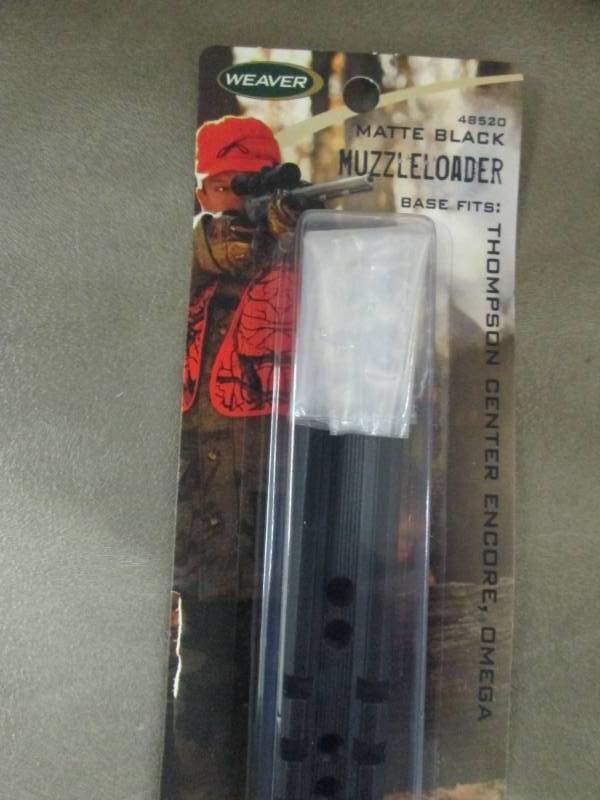 WEAVER
48520
MATTE BLACK
MUZZLELOADER
BASE FITS:
THOMPSON CENTER ENCORE, OMEGA